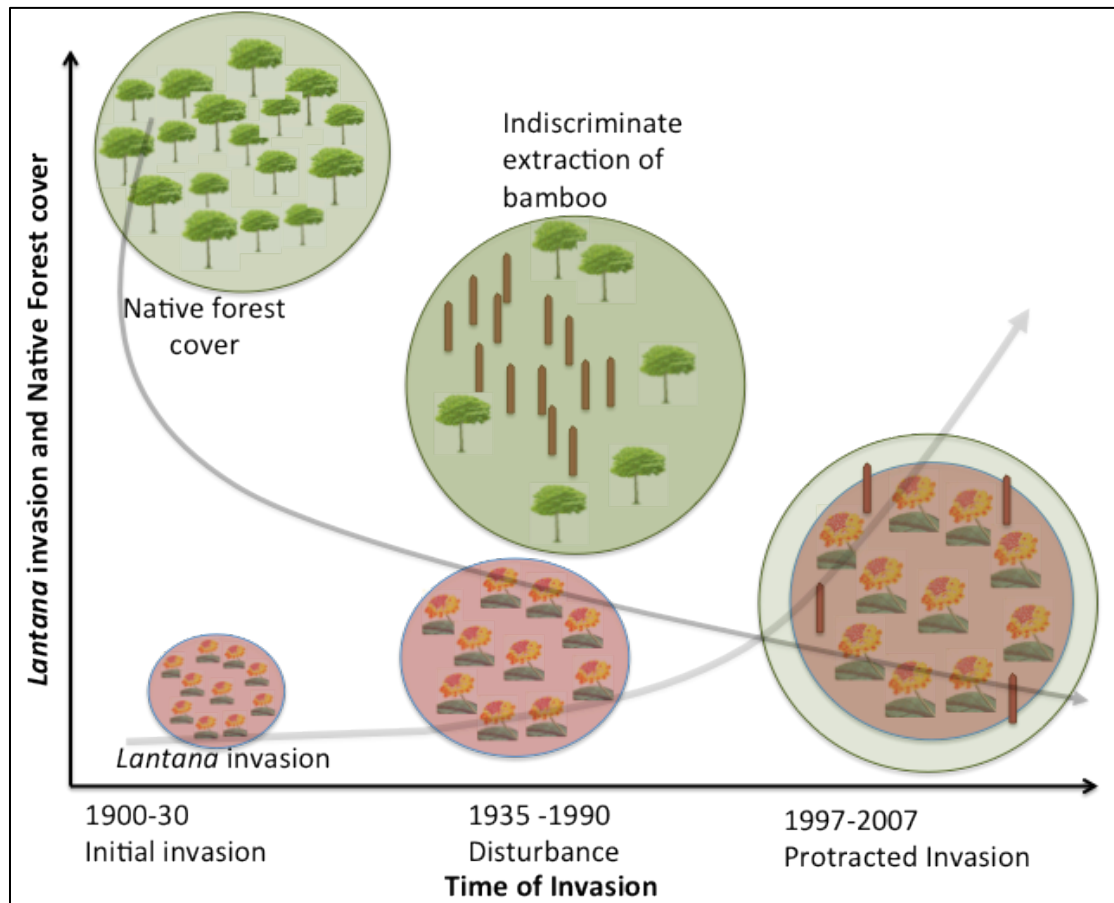 Lantana invasion and Native Forest cover
Native forest
cover
Indiscriminate
extraction of
bamboo
Lantana invasion
1900-30
Initial invasion
1935 -1990
Disturbance
1997-2007
Protracted Invasion
Time of Invasion